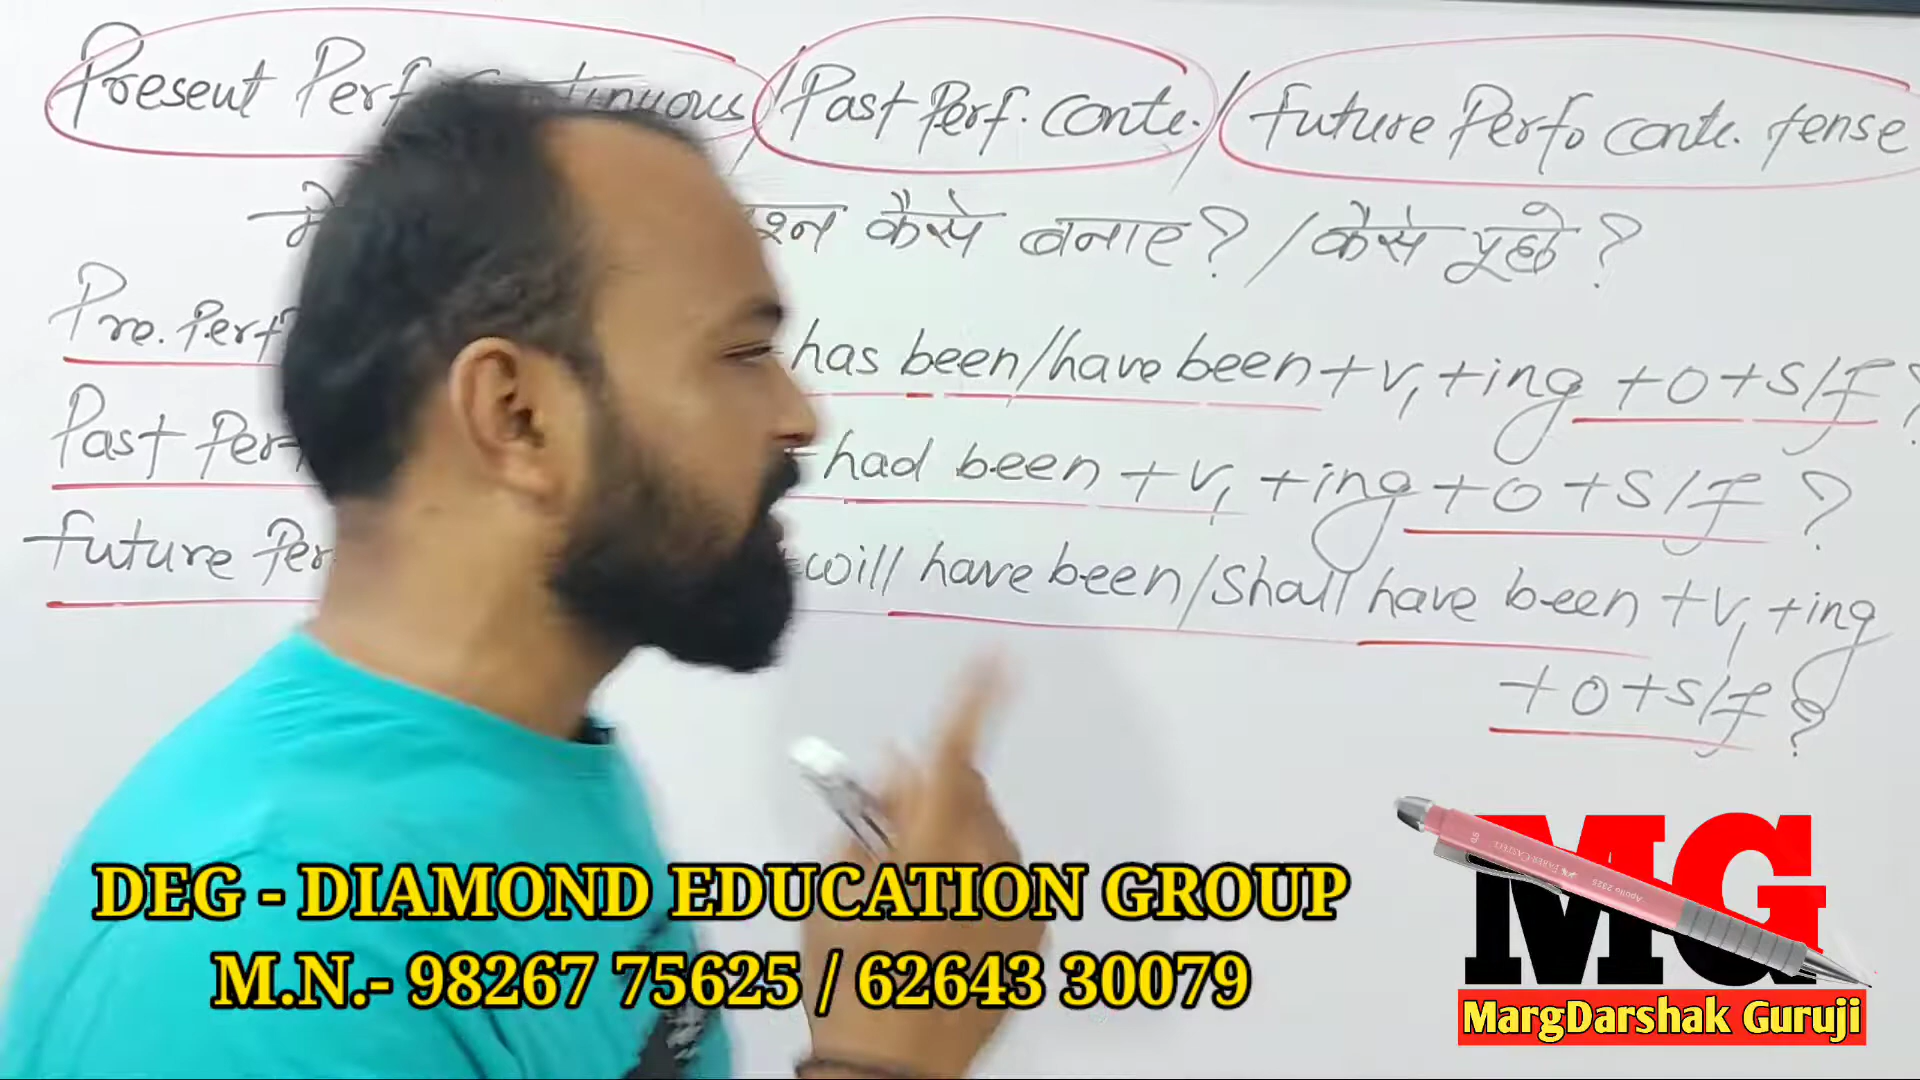 Present Perf Continuous / Past Perf. Conte. / Future Perfo Conte. tense
में कैसे बनाए? / कैसे पूछे?
Pre. Perf has been/have been + V1 + ing + O + S/F ?
Past Per + had been + V1 + ing + O + S/F ?
Future Per + will have been/Shall have been + V1 + ing
+ O + S/F ?
DEG - DIAMOND EDUCATION GROUP
M.N.- 98267 75625 / 62643 30079
MG
MargDarshak Guruji